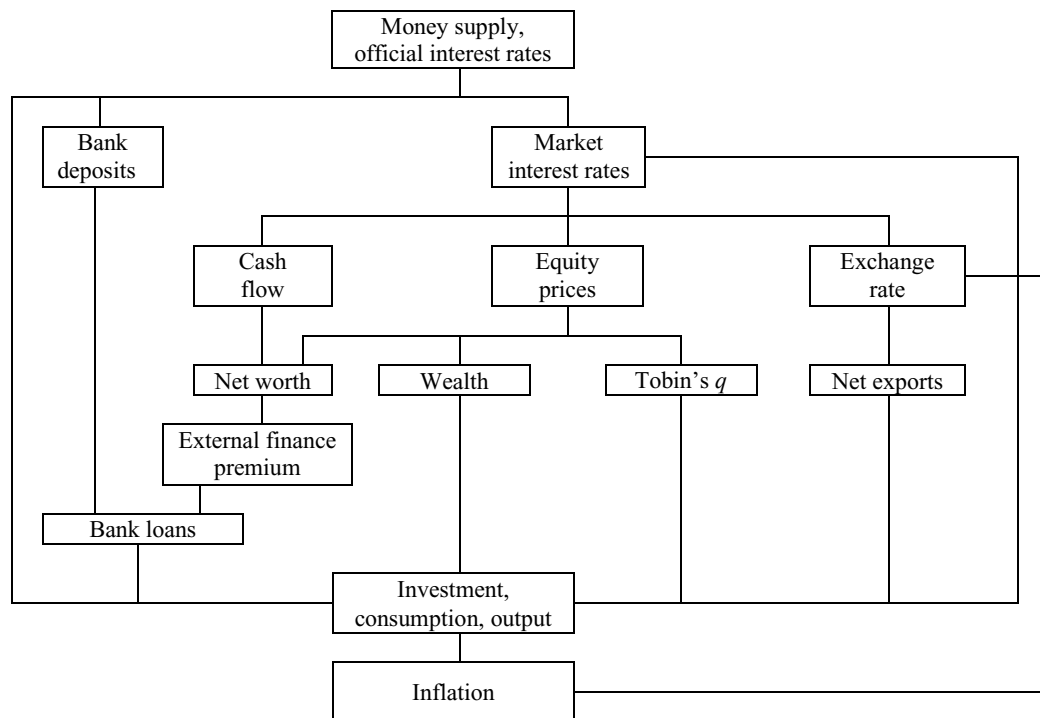 Money supply,
official interest rates
Bank
deposits
Market
interest rates
Cash
flow
Equity
prices
Exchange
rate
Net worth
Wealth
Tobin’s q
Net exports
External finance
premium
Bank loans
Investment,
consumption, output
Inflation